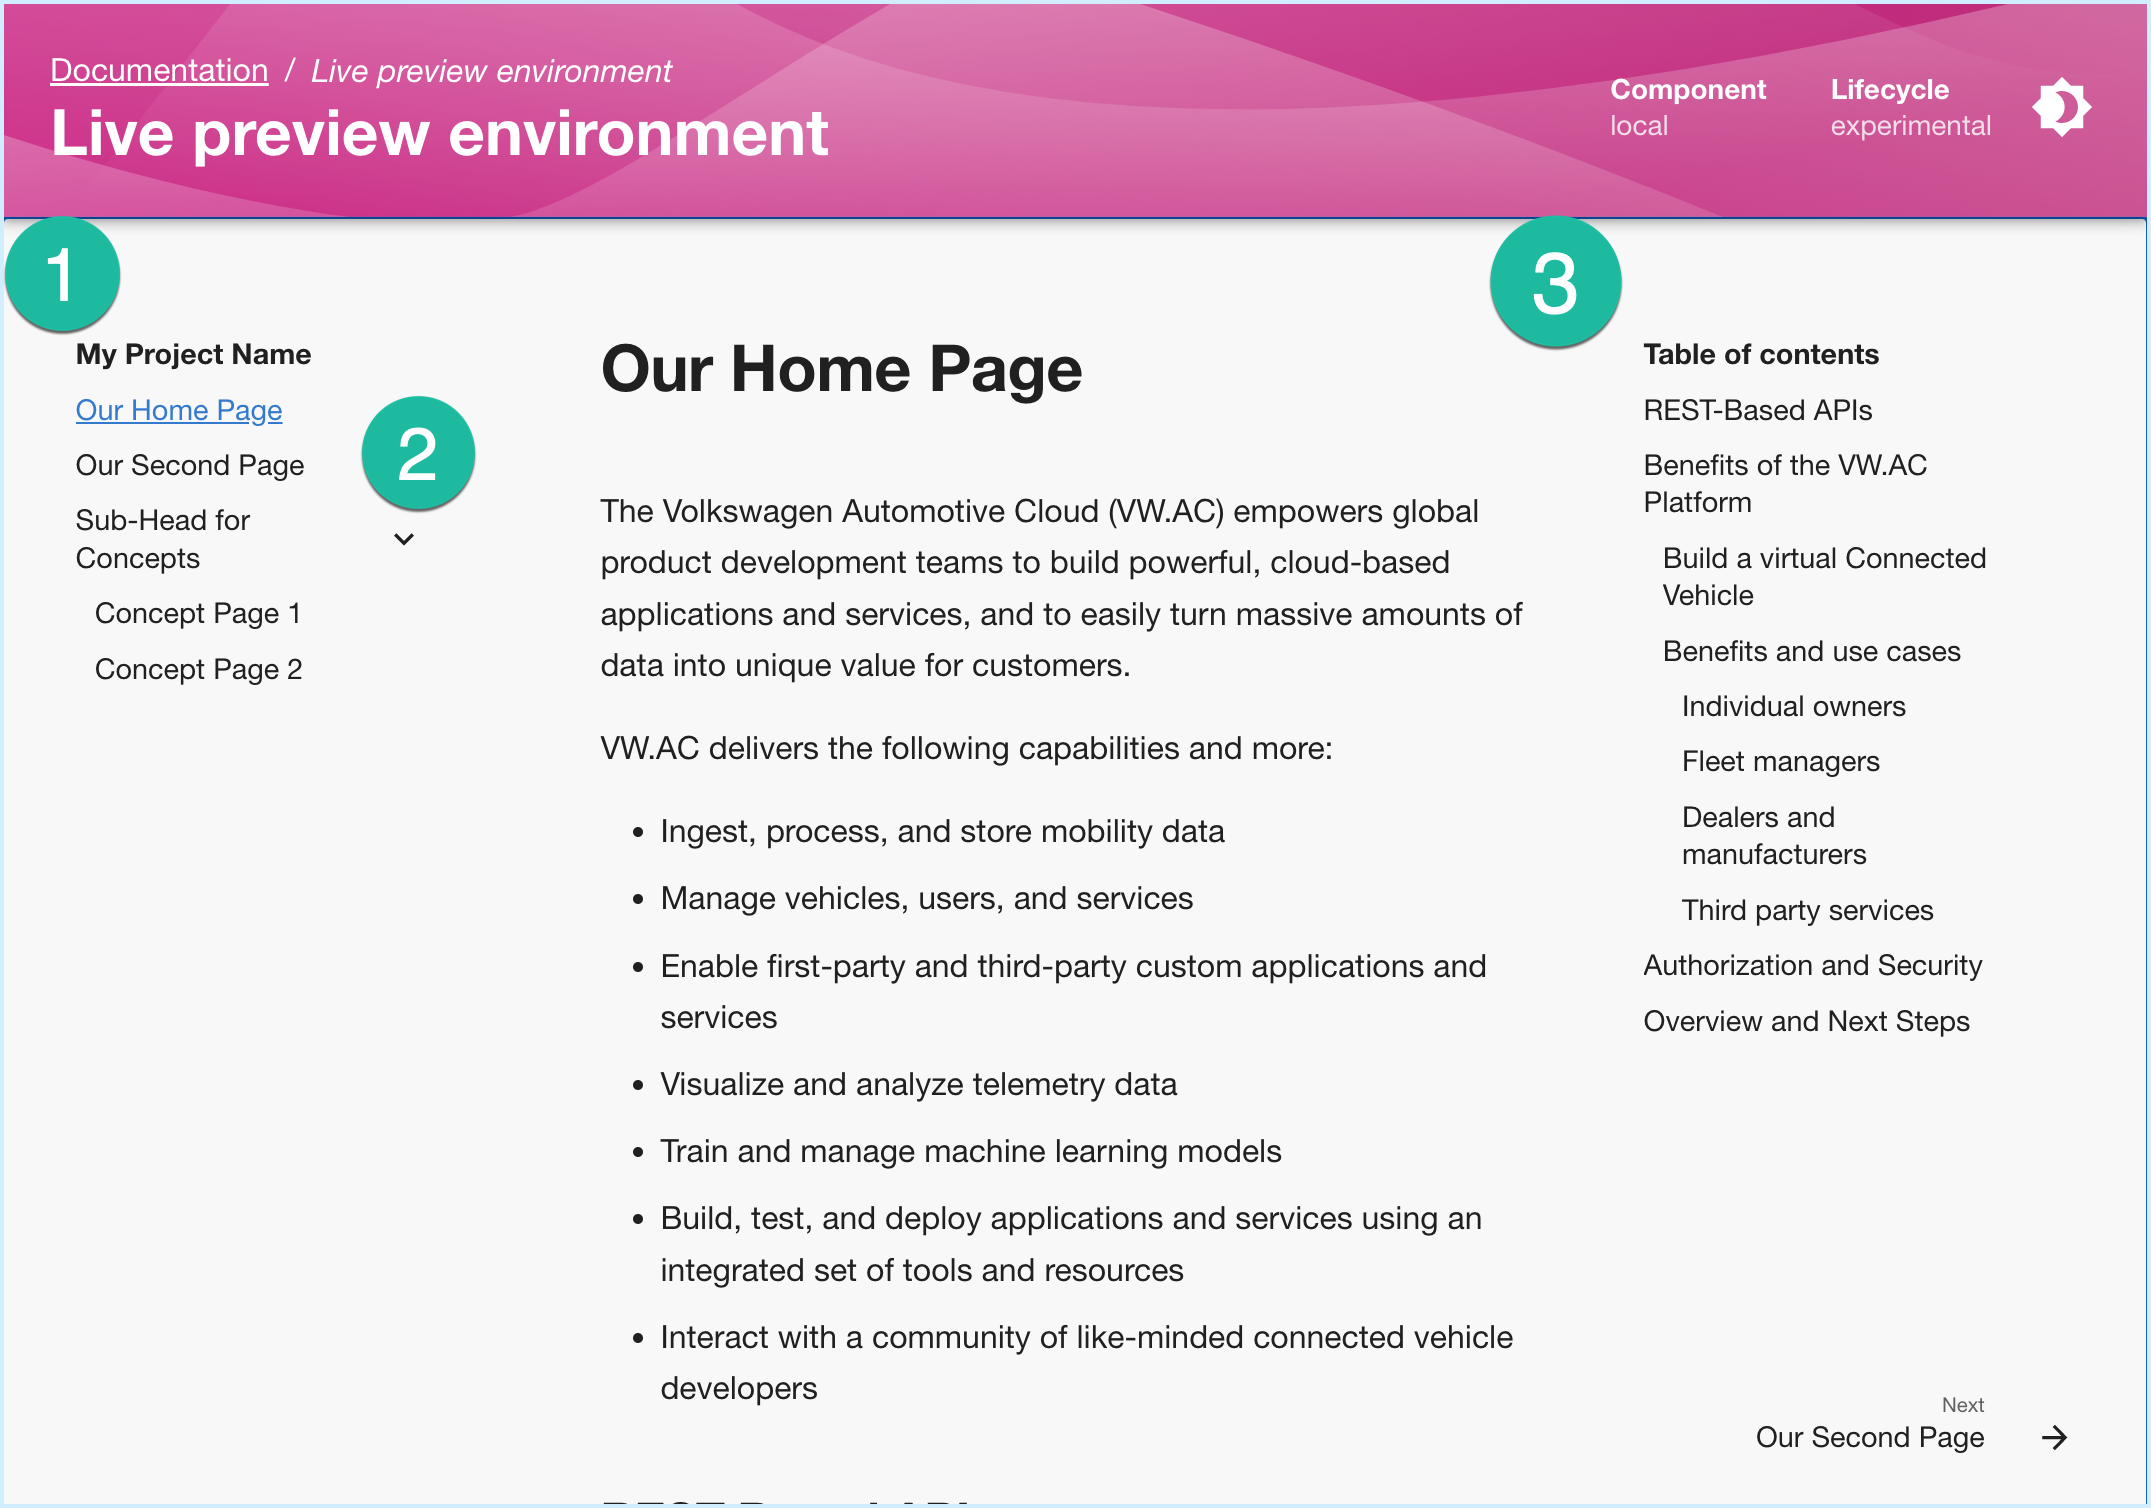 Documentation / Live preview environment
Live preview environment
Component
local
Lifecycle
experimental
1
My Project Name
Our Home Page
Our Second Page
Sub-Head for
Concepts
Concept Page 1
Concept Page 2
2
Our Home Page
The Volkswagen Automotive Cloud (VW.AC) empowers global
product development teams to build powerful, cloud-based
applications and services, and to easily turn massive amounts of
data into unique value for customers.
VW.AC delivers the following capabilities and more:
• Ingest, process, and store mobility data
• Manage vehicles, users, and services
• Enable first-party and third-party custom applications and
services
• Visualize and analyze telemetry data
• Train and manage machine learning models
• Build, test, and deploy applications and services using an
integrated set of tools and resources
• Interact with a community of like-minded connected vehicle
developers
3
Table of contents
REST-Based APIs
Benefits of the VW.AC
Platform
Build a virtual Connected
Vehicle
Benefits and use cases
Individual owners
Fleet managers
Dealers and
manufacturers
Third party services
Authorization and Security
Overview and Next Steps
Next
Our Second Page